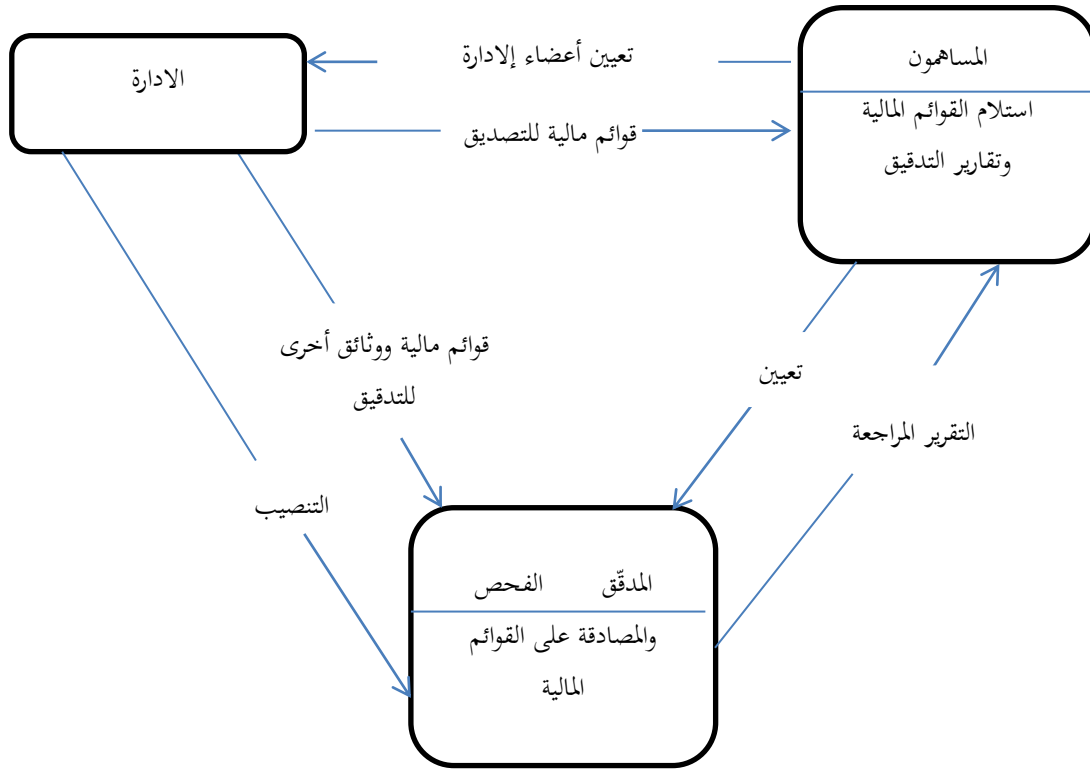 المساهمون
استلام القوائم المالية
وتقارير التدقيق
تعيين أعضاء إلادارة
الادارة
قوائم مالية للتصديق
قوائم مالية ووثائق أخرى
للتدقيق
تعيين
التقرير المراجعة
التنصيب
المدقّق الفحص
والمصادقة على القوائم
المالية